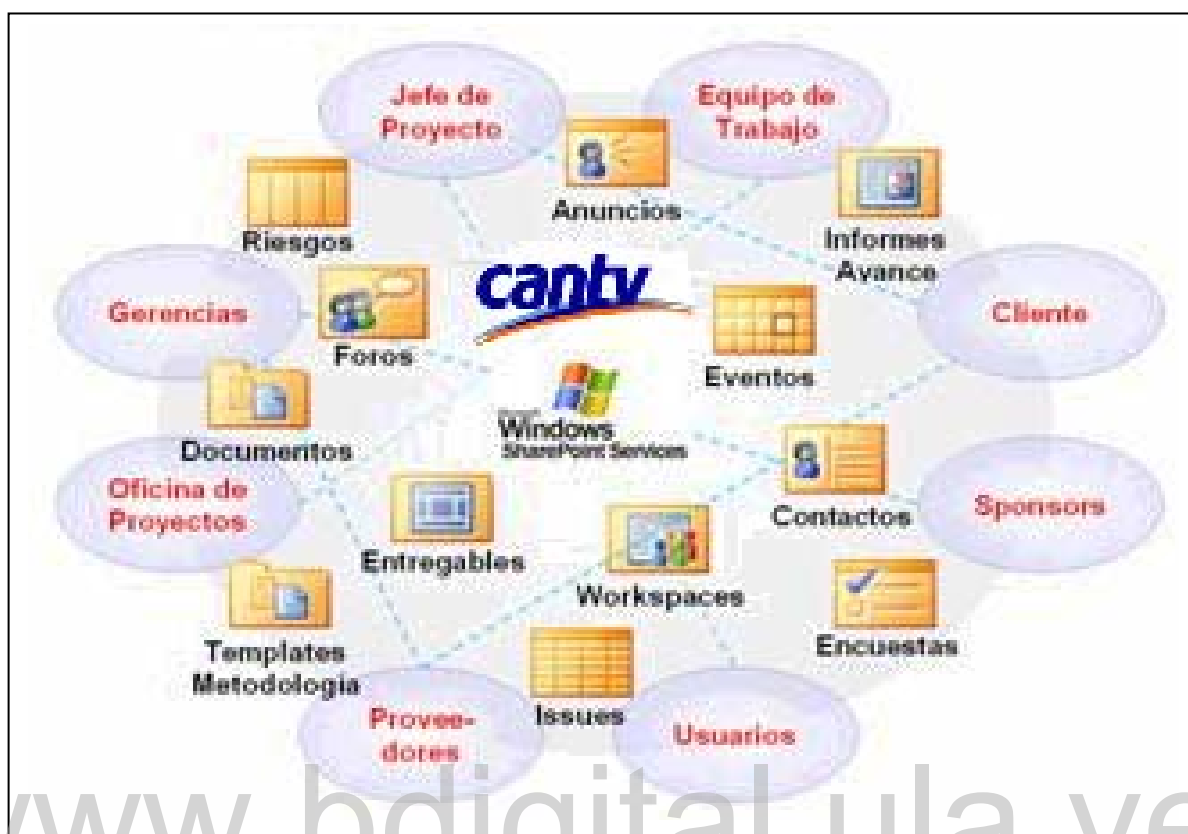 Jefe de
Proyecto
Equipo de
Trabajo
Anuncios
Riesgos
Informes
Avance
Gerencias
cantv
Cliente
Foros
Eventos
Windows
SharePoint Services
Documentos
Oficina de
Proyectos
Contactos
Sponsors
Entregables
Workspaces
Encuestas
Templates
Metodología
Issues
Provee-
dores
Usuarios
www.bdigital.ula.ve